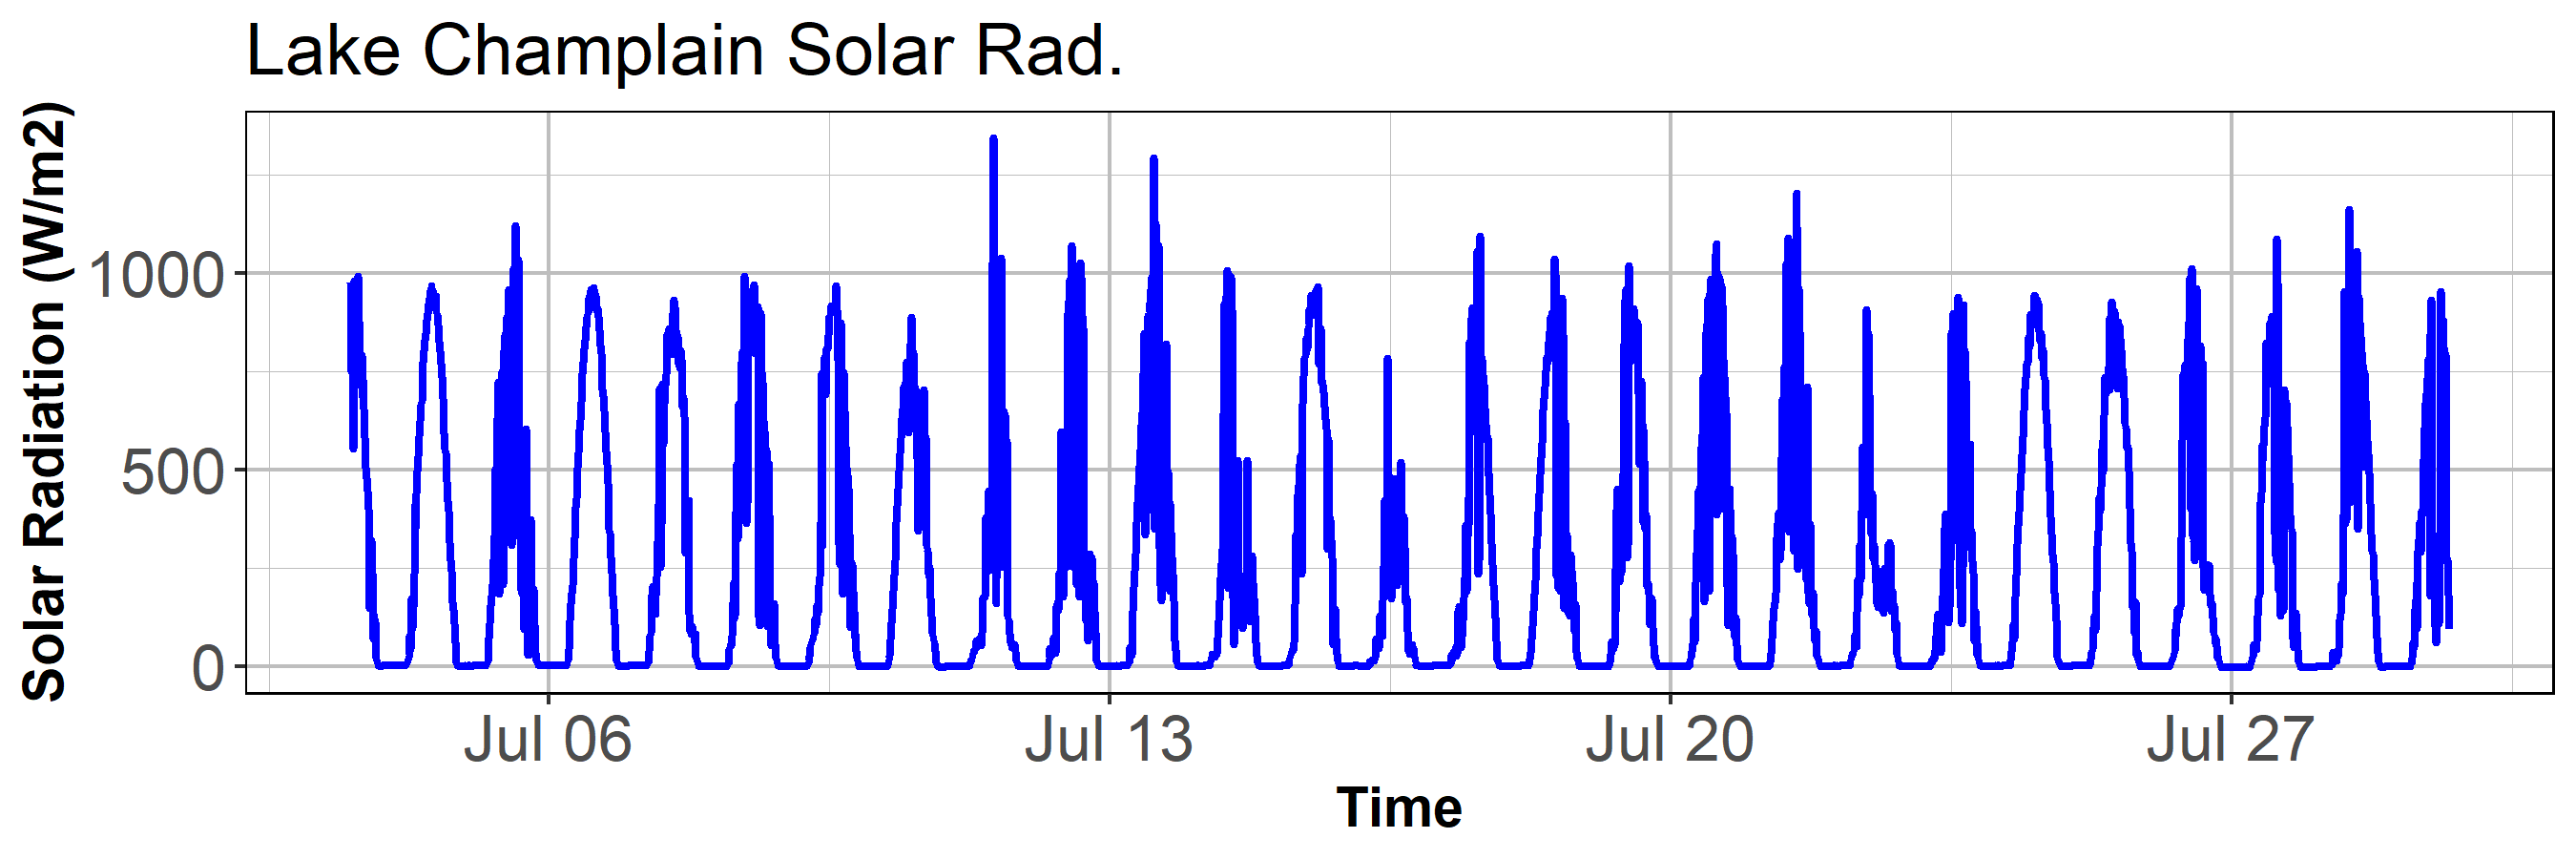 Lake Champlain Solar Rad.
Solar Radiation (W/m2)
1000
500
0
Jul 06
Jul 13
Jul 20
Jul 27
Time